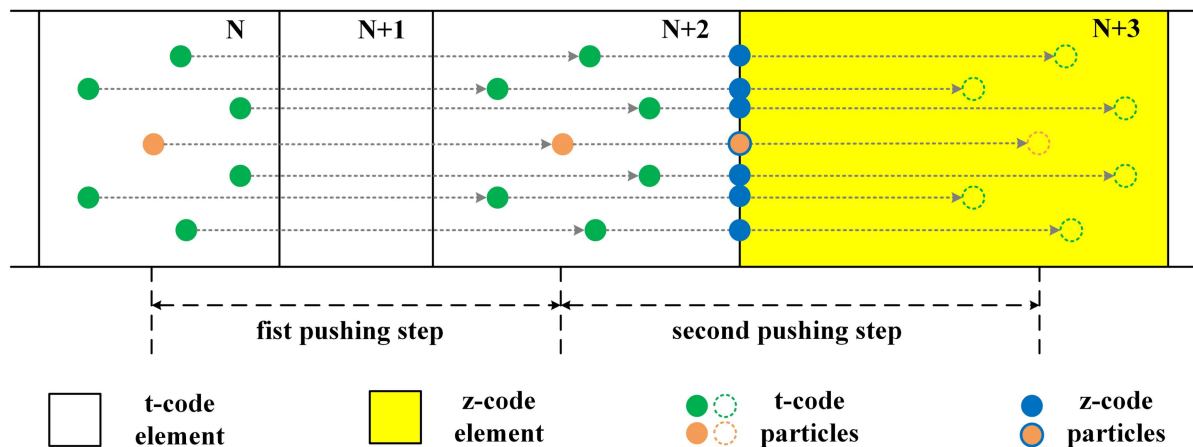 N
N+1
N+2
N+3
fist pushing step
second pushing step
t-code
element
z-code
element
t-code
particles
z-code
particles